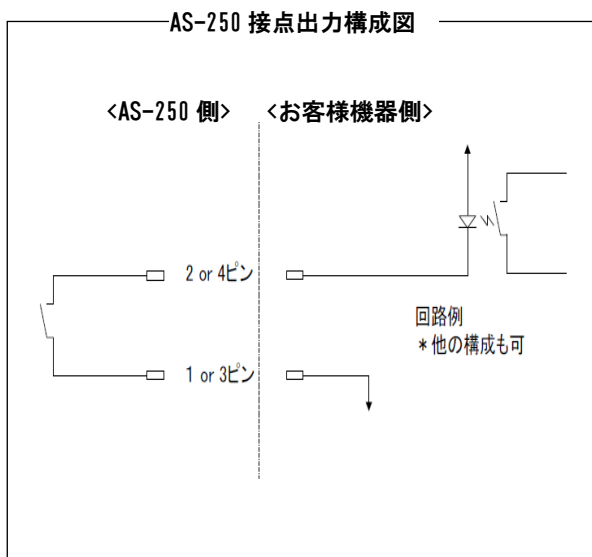 AS-250 接点出力構成図
<AS-250 側> <お客様機器側>
2 or 4ピン
回路例
*他の構成も可
1 or 3ピン